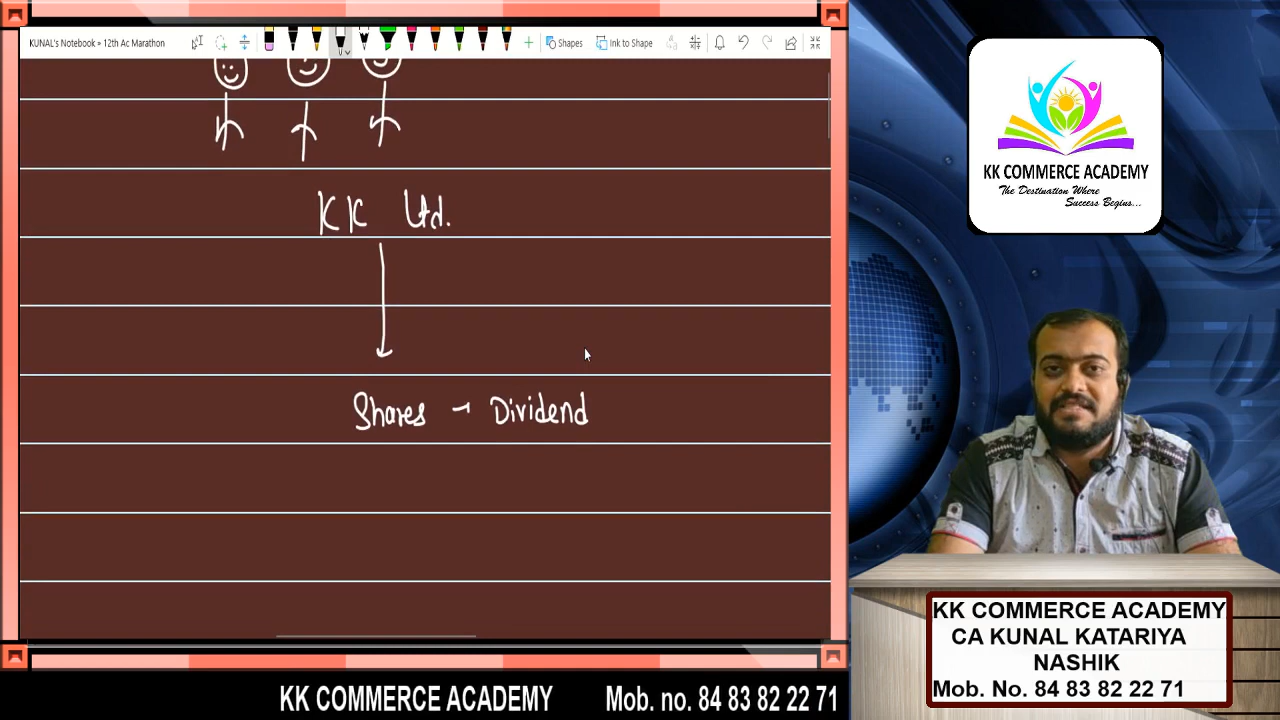 KUNAL's Notebook » 12th Ac Marathon
Shapes
Ink to Shape
KK Ltd.
Shares - Dividend
KK COMMERCE ACADEMY
The Destination Where
Success Begins...
KK COMMERCE ACADEMY
CA KUNAL KATARIYA
NASHIK
Mob. No. 84 83 82 22 71
KK COMMERCE ACADEMY Mob. no. 84 83 82 22 71